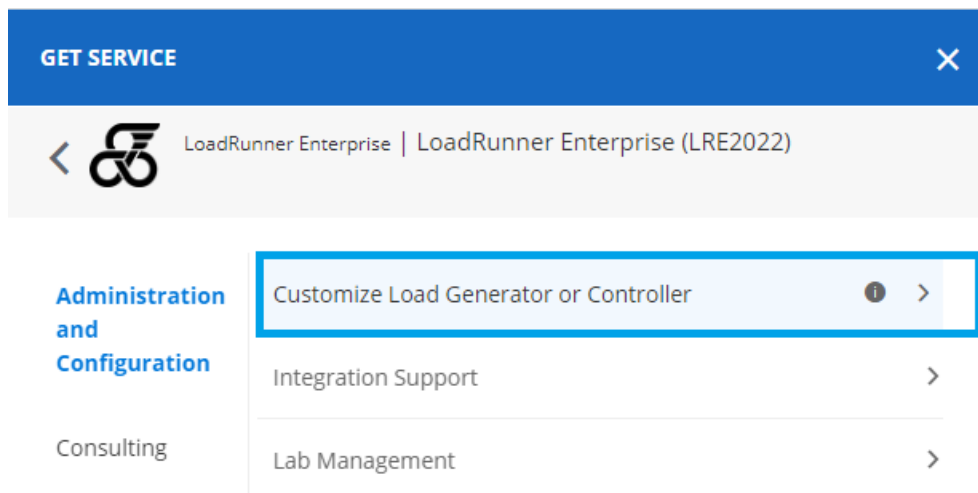 GET SERVICE
LoadRunner Enterprise | LoadRunner Enterprise (LRE2022)
Administration
and
Configuration
Consulting
Customize Load Generator or Controller
Integration Support
Lab Management